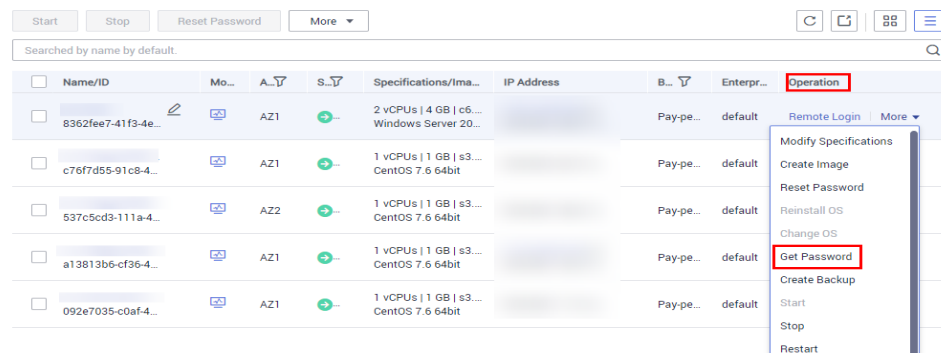 Start Stop Reset Password More
Searched by name by default.
Name/ID Mo... A... S... Specifications/Ima... IP Address B... Enterpr... Operation
8362fee7-41f3-4e... AZ1 ... 2 vCPUs | 4 GB | c6.... Pay-pe... default Remote Login More
Windows Server 20...
Modify Specifications
c76f7d55-91c8-4... AZ1 ... 1 vCPUs | 1 GB | s3.... Pay-pe... default Create Image
CentOS 7.6 64bit
Reset Password
537c5cd3-111a-4... AZ2 ... 1 vCPUs | 1 GB | s3.... Pay-pe... default Reinstall OS
CentOS 7.6 64bit
Change OS
a13813b6-cf36-4... AZ1 ... 1 vCPUs | 1 GB | s3.... Pay-pe... default Get Password
CentOS 7.6 64bit
Create Backup
092e7035-c0af-4... AZ1 ... 1 vCPUs | 1 GB | s3.... Pay-pe... default Start
CentOS 7.6 64bit
Stop
Restart